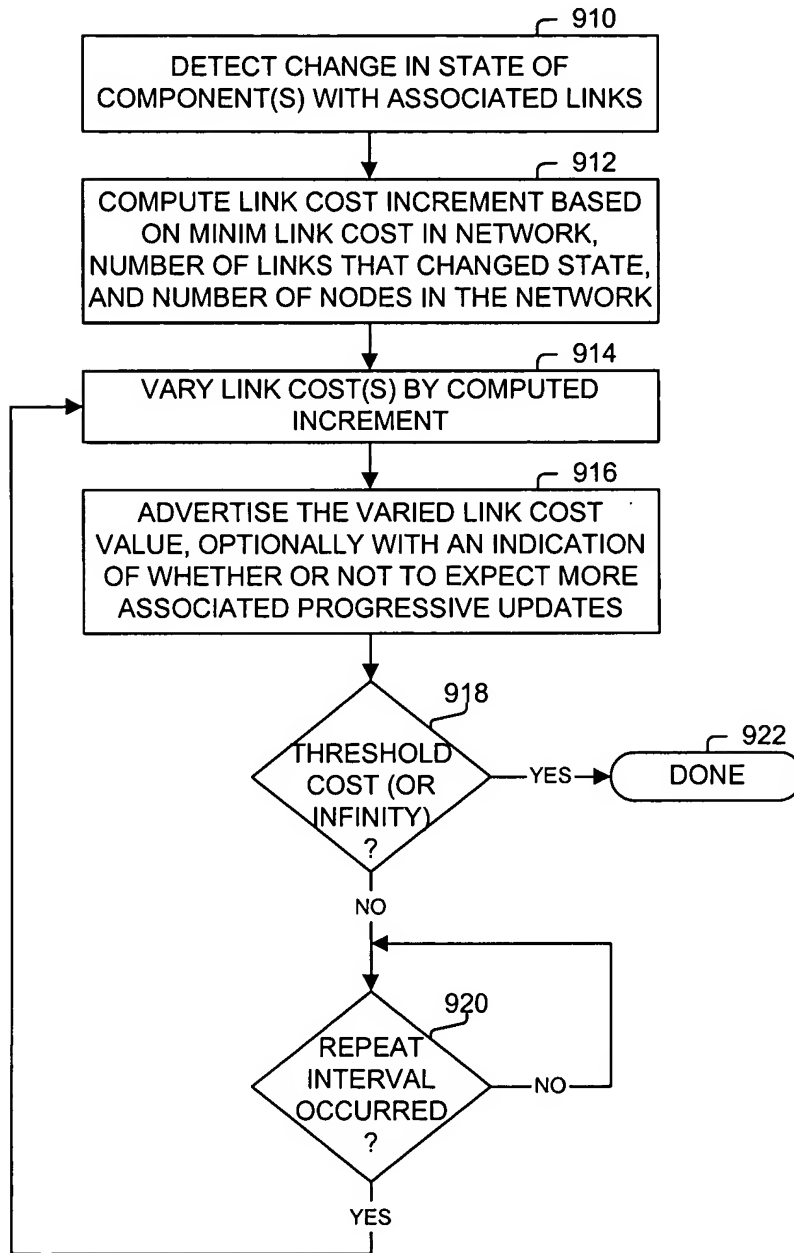 910
DETECT CHANGE IN STATE OF
COMPONENT(S) WITH ASSOCIATED LINKS
912
COMPUTE LINK COST INCREMENT BASED
ON MINIM LINK COST IN NETWORK,
NUMBER OF LINKS THAT CHANGED STATE,
AND NUMBER OF NODES IN THE NETWORK
914
VARY LINK COST(S) BY COMPUTED
INCREMENT
916
ADVERTISE THE VARIED LINK COST
VALUE, OPTIONALLY WITH AN INDICATION
OF WHETHER OR NOT TO EXPECT MORE
ASSOCIATED PROGRESSIVE UPDATES
918
THRESHOLD
COST (OR
INFINITY)
?
YES
922
DONE
NO
920
REPEAT
INTERVAL
OCCURRED
?
NO
YES